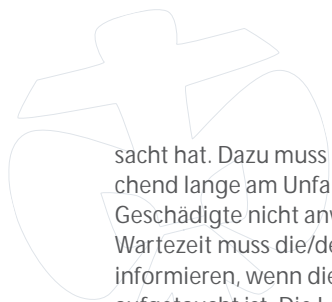 sacht hat. Dazu muss
chend lange am Unfa
Geschädigte nicht anw
Wartezeit muss die/de
informieren, wenn die